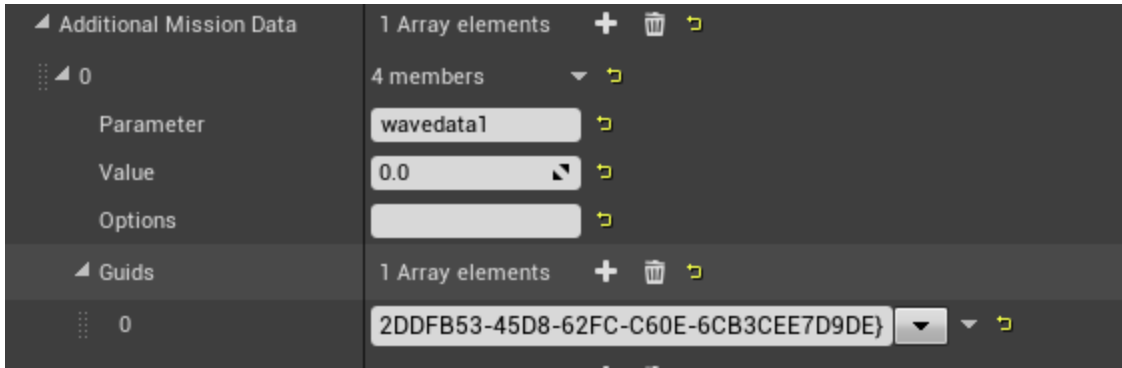 Additional Mission Data 1 Array elements
0 4 members
Parameter wavedata1
Value 0.0
Options
Guids 1 Array elements
0 2DDFB53-45D8-62FC-C60E-6CB3CEE7D9DE}